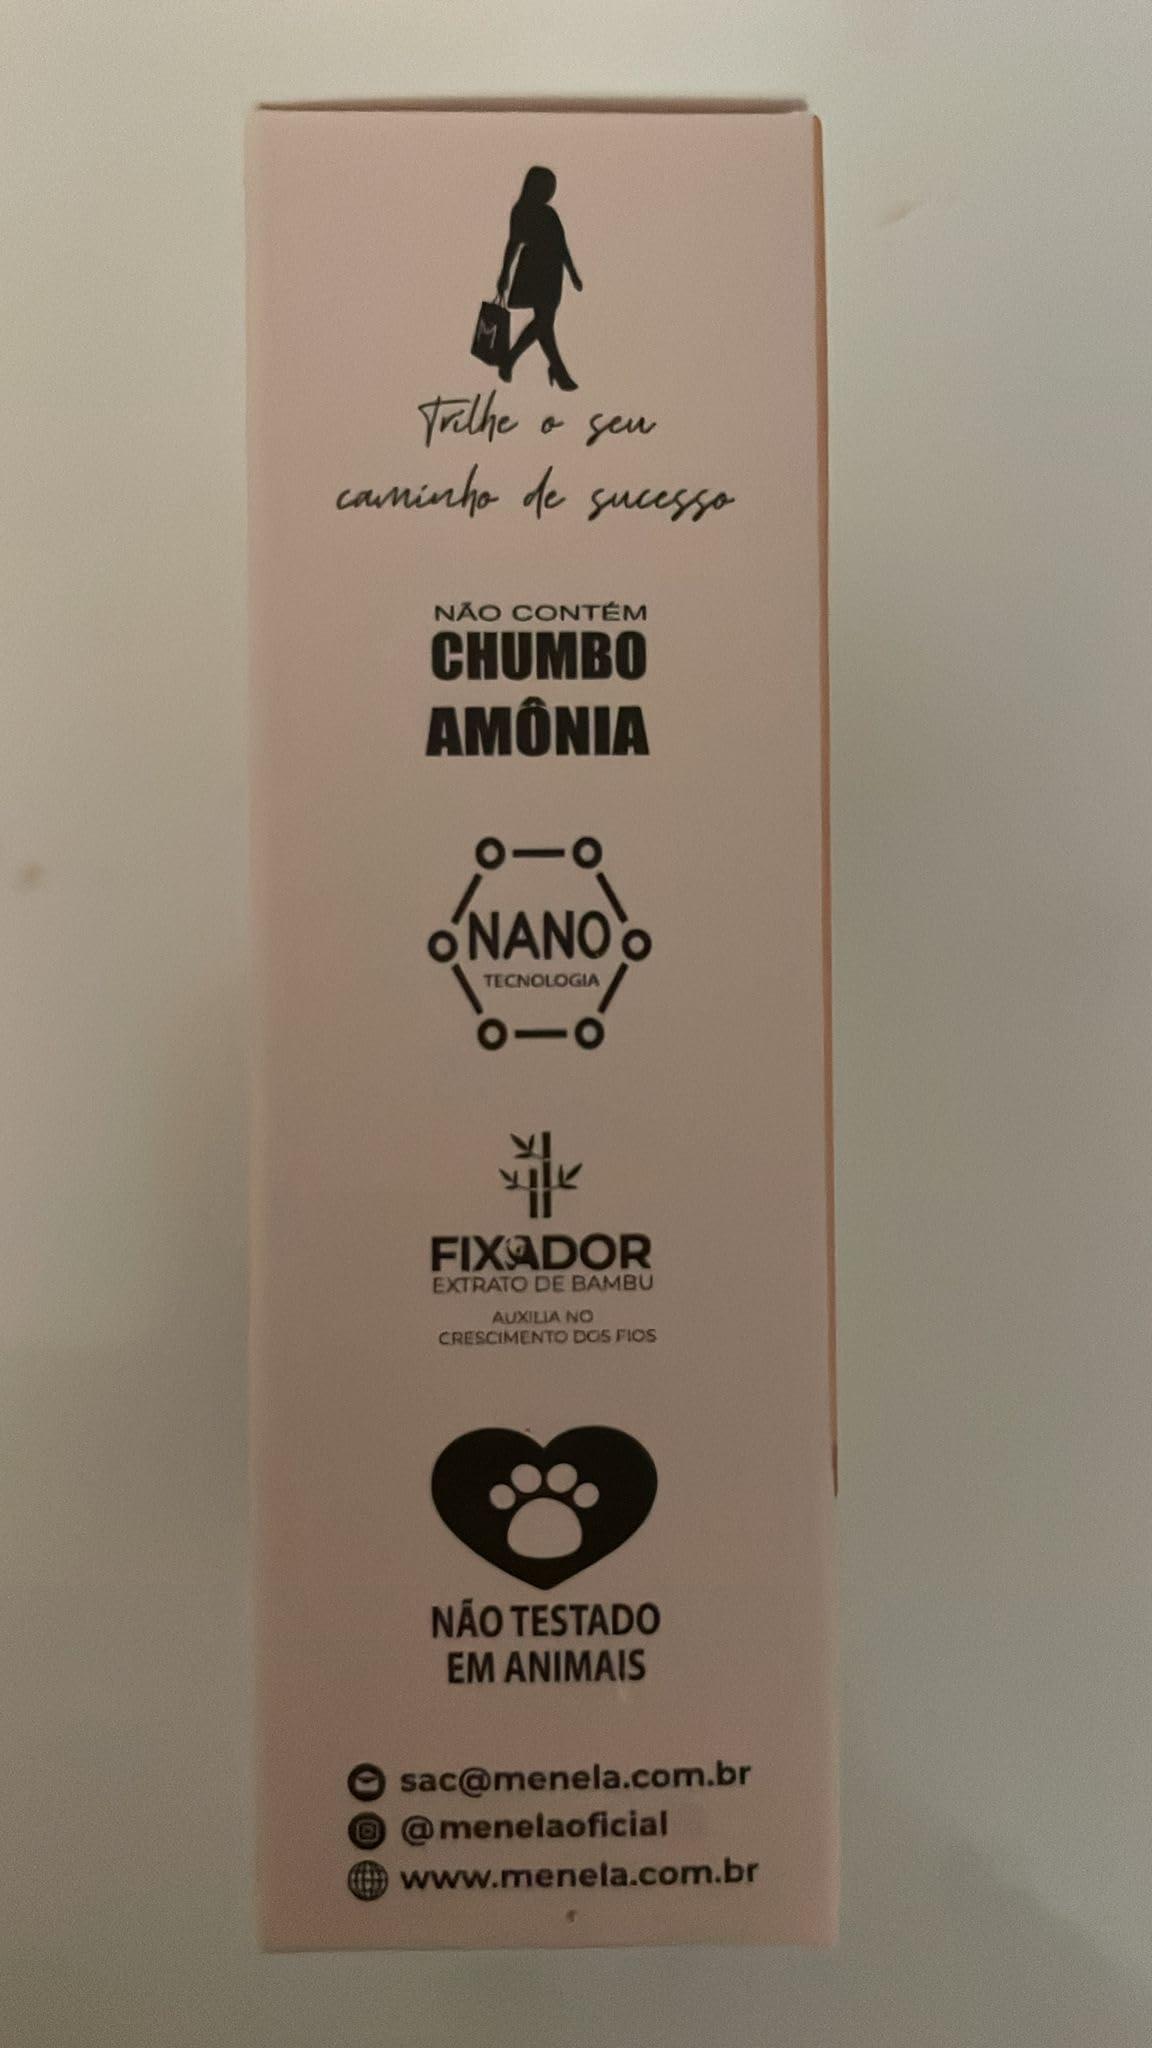 M
Trilhe o seu
caminho de sucesso
NÃO CONTÉM
CHUMBO
AMÔNIA
NANO
TECNOLOGIA
FIXADOR
EXTRATO DE BAMBU
AUXILIA NO
CRESCIMENTO DOS FIOS
NÃO TESTADO
EM ANIMAIS
sac@menela.com.br
@menelaoficial
www.menela.com.br